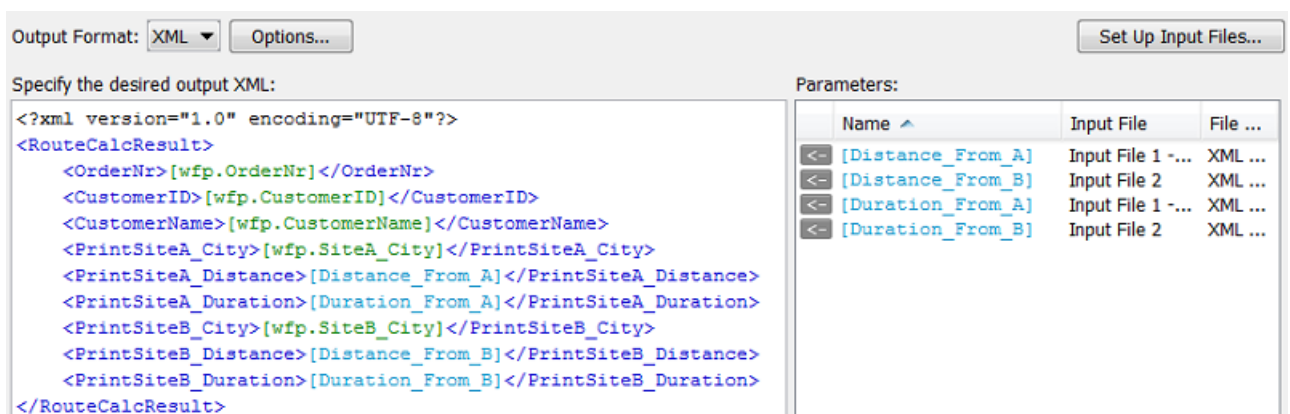 Output Format: XML Options... Set Up Input Files...
Specify the desired output XML:
<?xml version="1.0" encoding="UTF-8"?>
<RouteCalcResult>
<OrderNr>[wfp.OrderNr]</OrderNr>
<CustomerID>[wfp.CustomerID]</CustomerID>
<CustomerName>[wfp.CustomerName]</CustomerName>
<PrintSiteA_City>[wfp.SiteA_City]</PrintSiteA_City>
<PrintSiteA_Distance>[Distance_From_A]</PrintSiteA_Distance>
<PrintSiteA_Duration>[Duration_From_A]</PrintSiteA_Duration>
<PrintSiteB_City>[wfp.SiteB_City]</PrintSiteB_City>
<PrintSiteB_Distance>[Distance_From_B]</PrintSiteB_Distance>
<PrintSiteB_Duration>[Duration_From_B]</PrintSiteB_Duration>
</RouteCalcResult>
Parameters:
Name Input File File ...
<- [Distance_From_A] Input File 1 -... XML ...
<- [Distance_From_B] Input File 2 XML ...
<- [Duration_From_A] Input File 1 -... XML ...
<- [Duration_From_B] Input File 2 XML ...